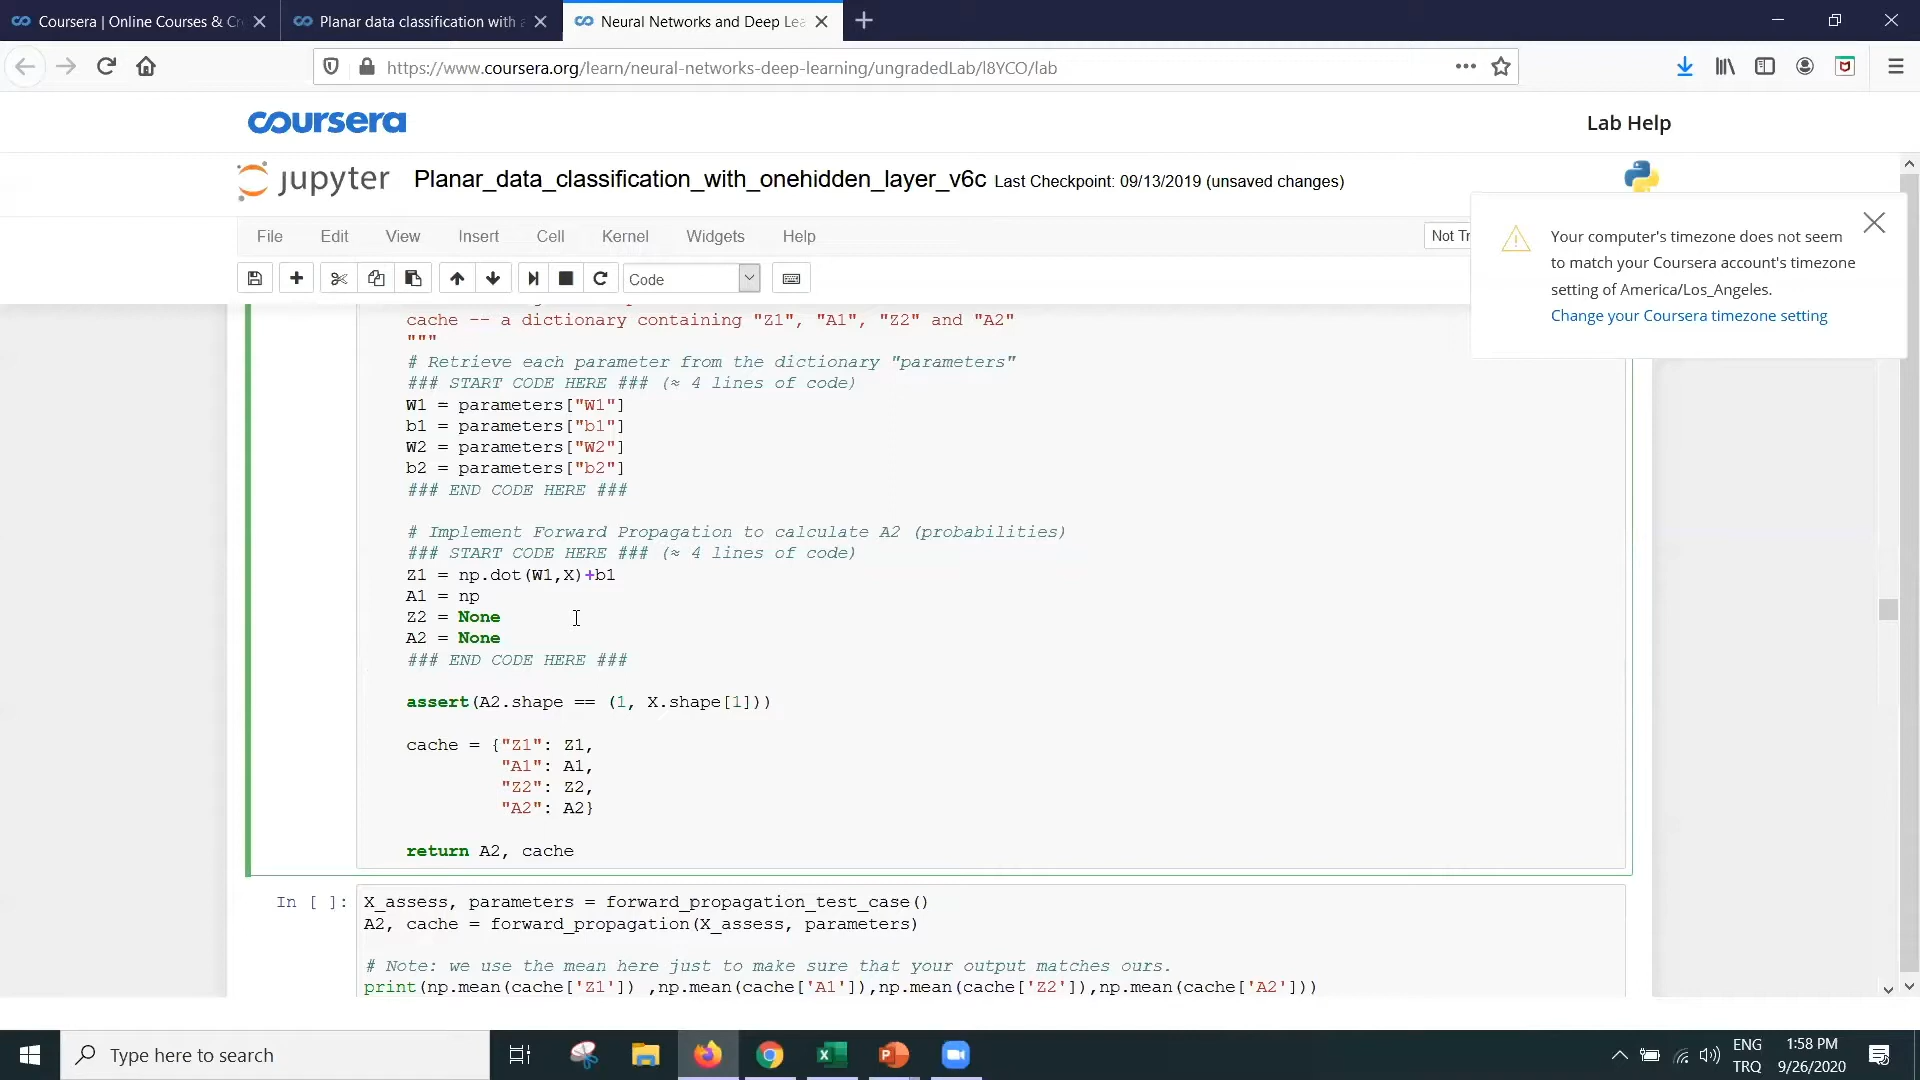 Coursera | Online Courses & Cr
Planar data classification with a
Neural Networks and Deep Lea
https://www.coursera.org/learn/neural-networks-deep-learning/ungradedLab/l8YCO/lab
coursera
Lab Help
jupyter
Planar_data_classification_with_onehidden_layer_v6c Last Checkpoint: 09/13/2019 (unsaved changes)
File Edit View Insert Cell Kernel Widgets Help
Not Tr
Code
Your computer's timezone does not seem
to match your Coursera account's timezone
setting of America/Los_Angeles.
Change your Coursera timezone setting
cache -- a dictionary containing "Z1", "A1", "Z2" and "A2"
"""
# Retrieve each parameter from the dictionary "parameters"
### START CODE HERE ### (≈ 4 lines of code)
W1 = parameters["W1"]
b1 = parameters["b1"]
W2 = parameters["W2"]
b2 = parameters["b2"]
### END CODE HERE ###
# Implement Forward Propagation to calculate A2 (probabilities)
### START CODE HERE ### (≈ 4 lines of code)
Z1 = np.dot(W1,X)+b1
A1 = np
Z2 = None
A2 = None
### END CODE HERE ###
assert(A2.shape == (1, X.shape[1]))
cache = {"Z1": Z1,
"A1": A1,
"Z2": Z2,
"A2": A2}
return A2, cache
In [ ]:
X_assess, parameters = forward_propagation_test_case()
A2, cache = forward_propagation(X_assess, parameters)
# Note: we use the mean here just to make sure that your output matches ours.
print(np.mean(cache['Z1']) ,np.mean(cache['A1']),np.mean(cache['Z2']),np.mean(cache['A2']))
Type here to search
ENG
TRQ
1:58 PM
9/26/2020